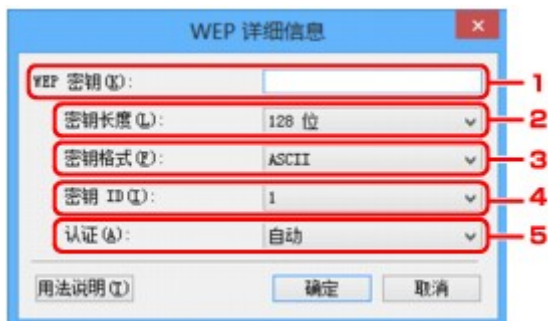 WEP 详细信息
WEP 密钥(K):
1
密钥长度(L): 128 位
2
密钥格式(F): ASCII
3
密钥 ID(I): 1
4
认证(A): 自动
5
用法说明(T) 确定 取消